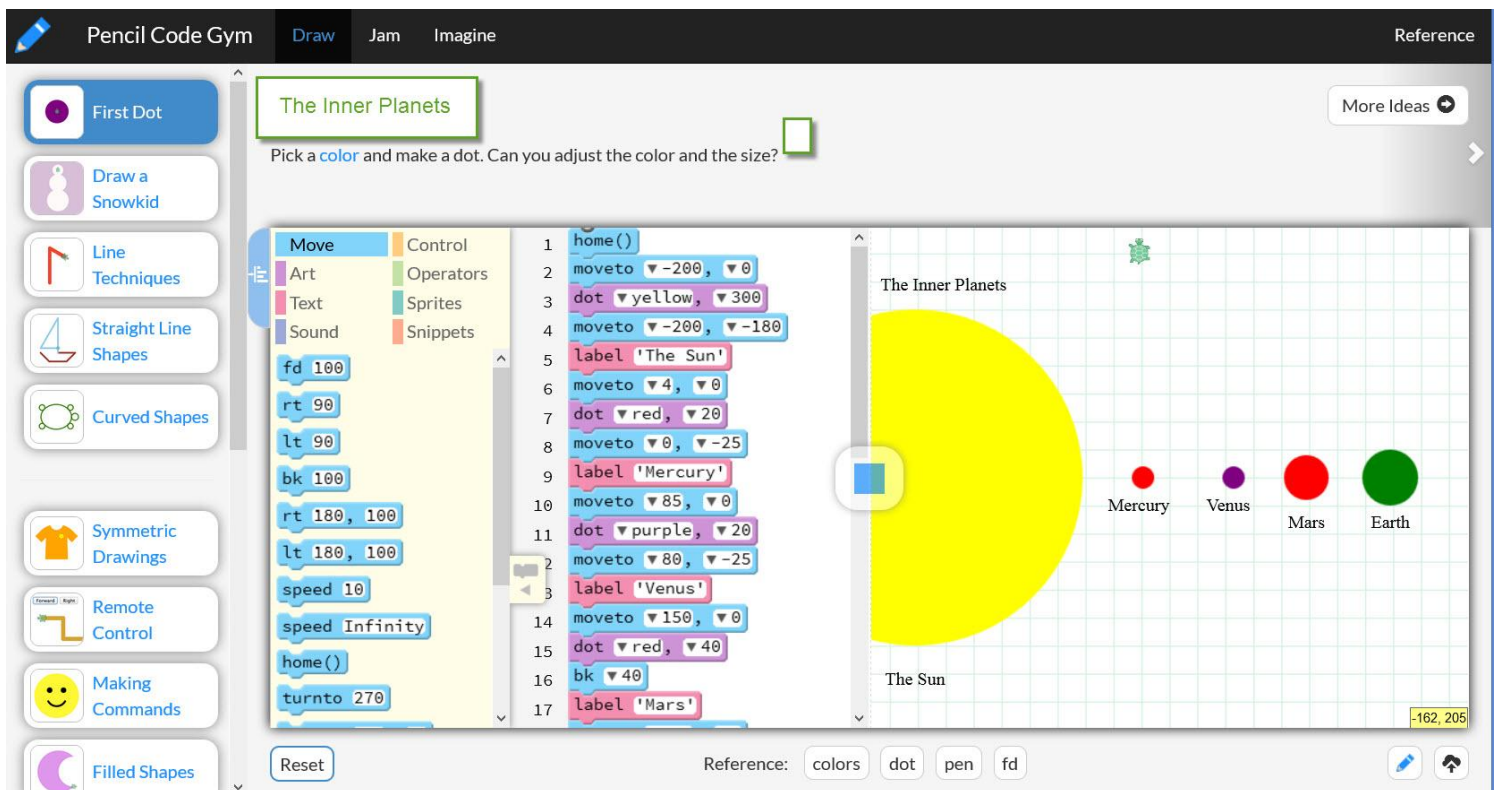 Pencil Code Gym Draw Jam Imagine Reference
First Dot
Draw a
Snowkid
Line
Techniques
Straight Line
Shapes
Curved Shapes
Symmetric
Drawings
Forward Right
Remote
Control
Making
Commands
Filled Shapes
The Inner Planets
More Ideas
Pick a color and make a dot. Can you adjust the color and the size?
Move Control
Art Operators
Text Sprites
Sound Snippets
fd 100
rt 90
lt 90
bk 100
rt 180, 100
lt 180, 100
speed 10
speed Infinity
home()
turnto 270
1 home()
2 moveto ▼-200, ▼0
3 dot ▼yellow, ▼300
4 moveto ▼-200, ▼-180
5 label 'The Sun'
6 moveto ▼4, ▼0
7 dot ▼red, ▼20
8 moveto ▼0, ▼-25
9 label 'Mercury'
10 moveto ▼85, ▼0
11 dot ▼purple, ▼20
2 moveto ▼80, ▼-25
3 label 'Venus'
14 moveto ▼150, ▼0
15 dot ▼red, ▼40
16 bk ▼40
17 label 'Mars'
The Inner Planets
Mercury Venus Mars Earth
The Sun
-162, 205
Reset
Reference: colors dot pen fd